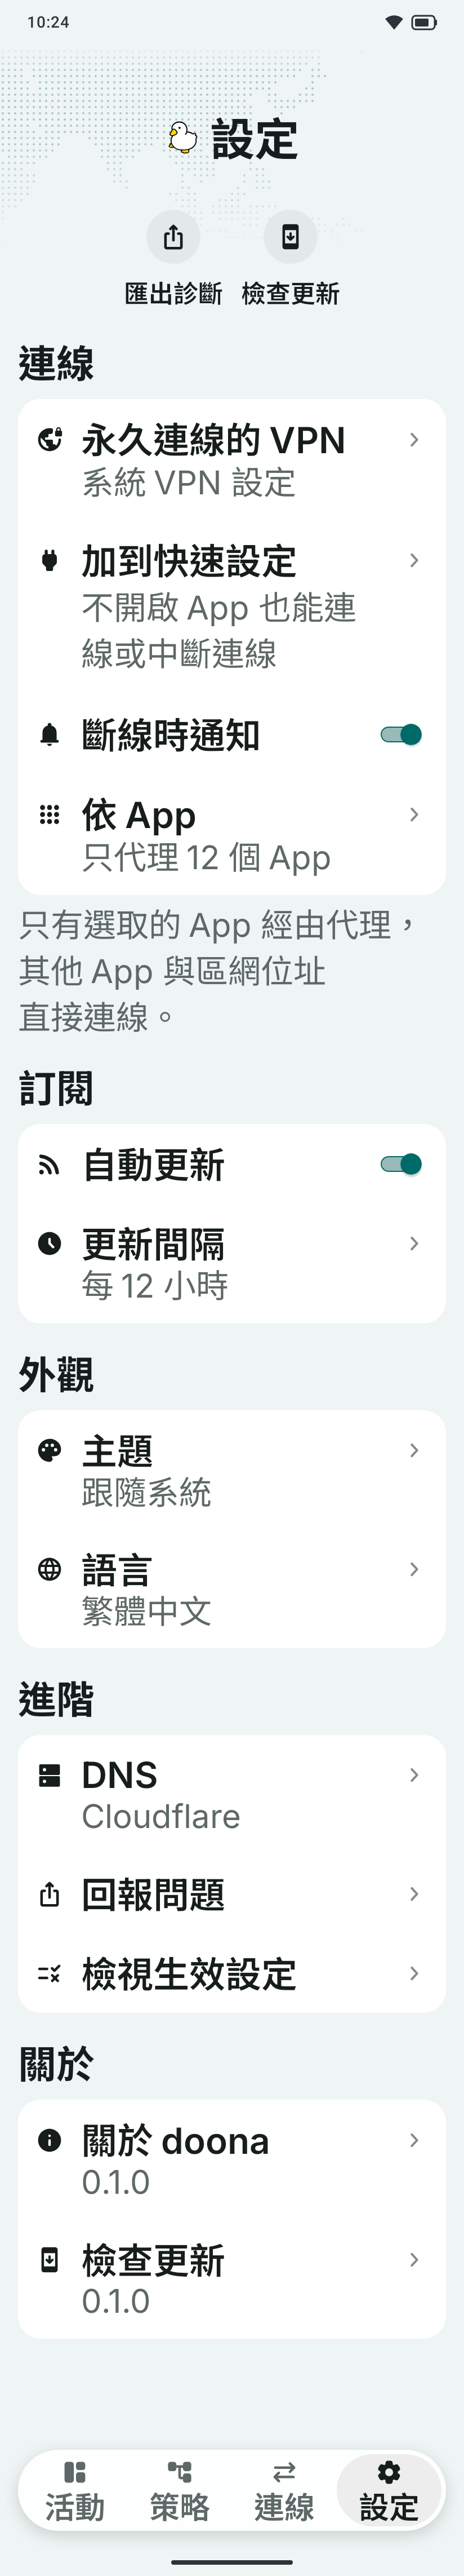 10:24
設定
匯出診斷
檢查更新
連線
永久連線的 VPN
系統 VPN 設定
加到快速設定
不開啟 App 也能連
線或中斷連線
斷線時通知
依 App
只代理 12 個 App
只有選取的 App 經由代理，
其他 App 與區網位址
直接連線。
訂閱
自動更新
更新間隔
每 12 小時
外觀
主題
跟隨系統
語言
繁體中文
進階
DNS
Cloudflare
回報問題
檢視生效設定
關於
關於 doona
0.1.0
檢查更新
0.1.0
活動
策略
連線
設定